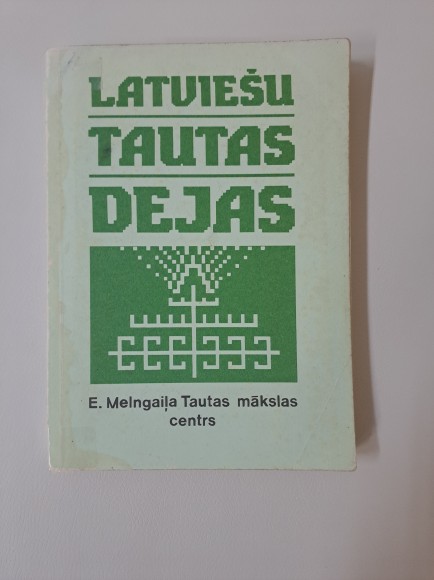 LATVIEŠU
TAUTAS
DEJAS
E. Melngaiļa Tautas mākslas
centrs